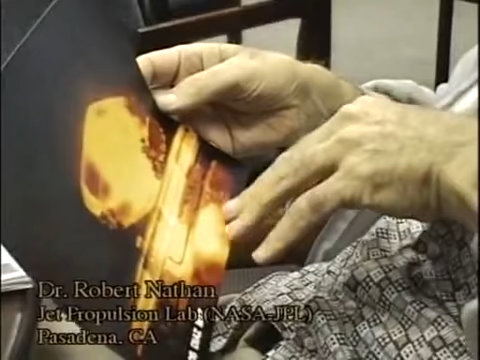 Dr. Robert Nathan
Jet Propulsion Lab (NASA-JPL)
Pasadena, CA